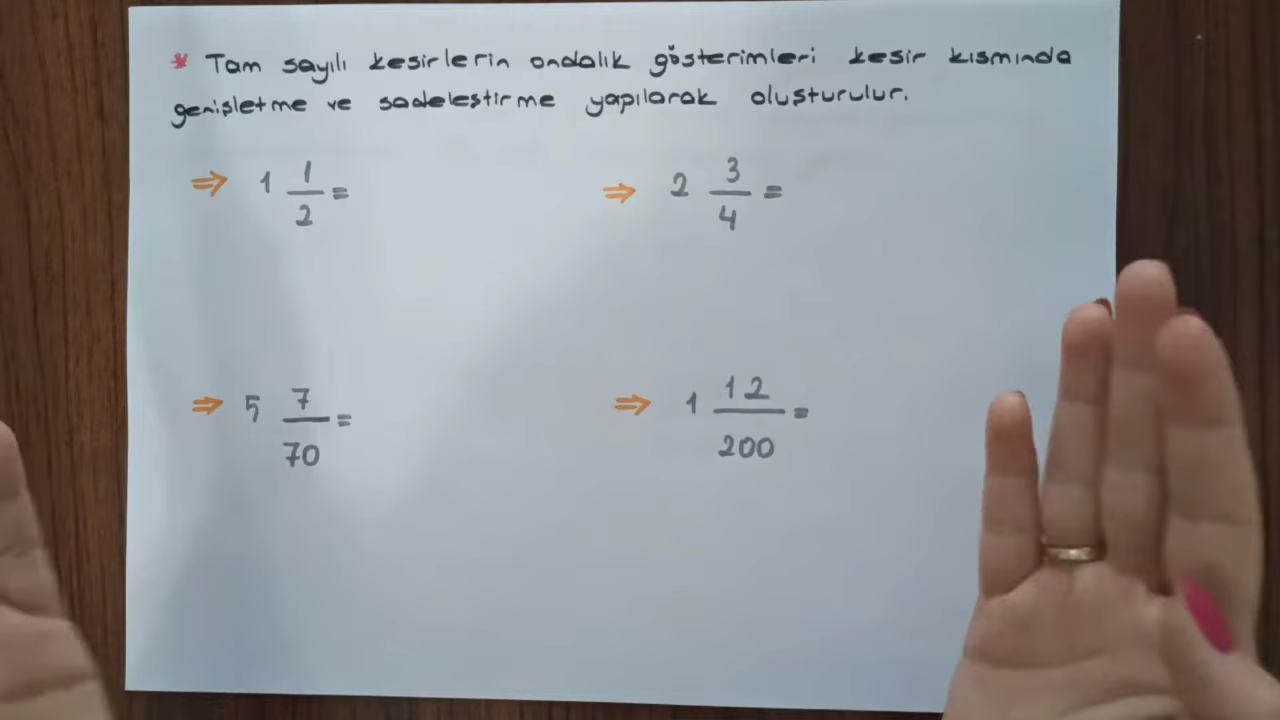 * Tam sayılı kesirlerin ondalık gösterimleri kesir kısmında
genişletme ve sadeleştirme yapılarak oluşturulur.
⇒ 1 1/2 =
⇒ 2 3/4 =
⇒ 5 7/70 =
⇒ 1 12/200 =